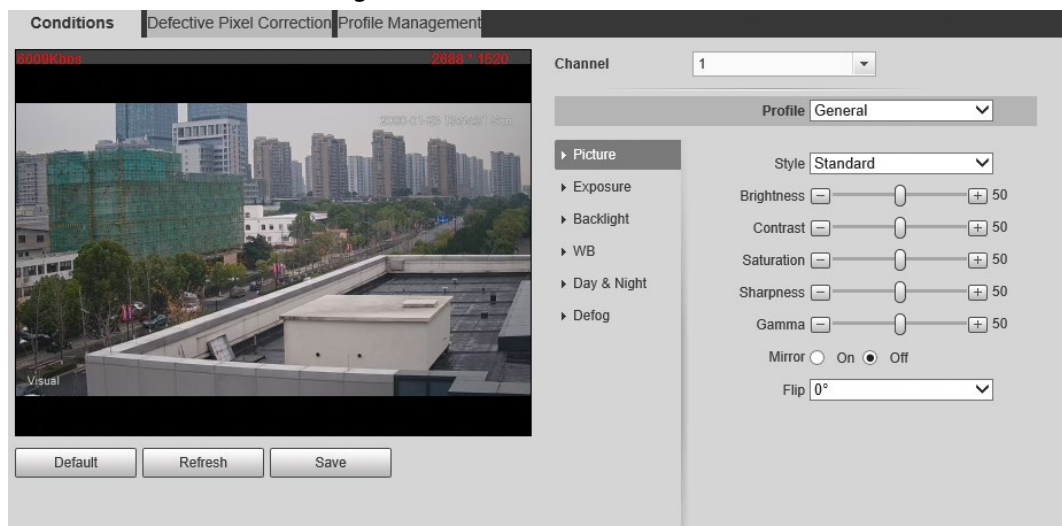 Conditions
Defective Pixel Correction
Profile Management
6009Kbps
2688 * 1520
Visual
Default
Refresh
Save
Channel 1
Profile General
Picture
Exposure
Backlight
WB
Day & Night
Defog
Style Standard
Brightness 50
Contrast 50
Saturation 50
Sharpness 50
Gamma 50
Mirror On Off
Flip 0°